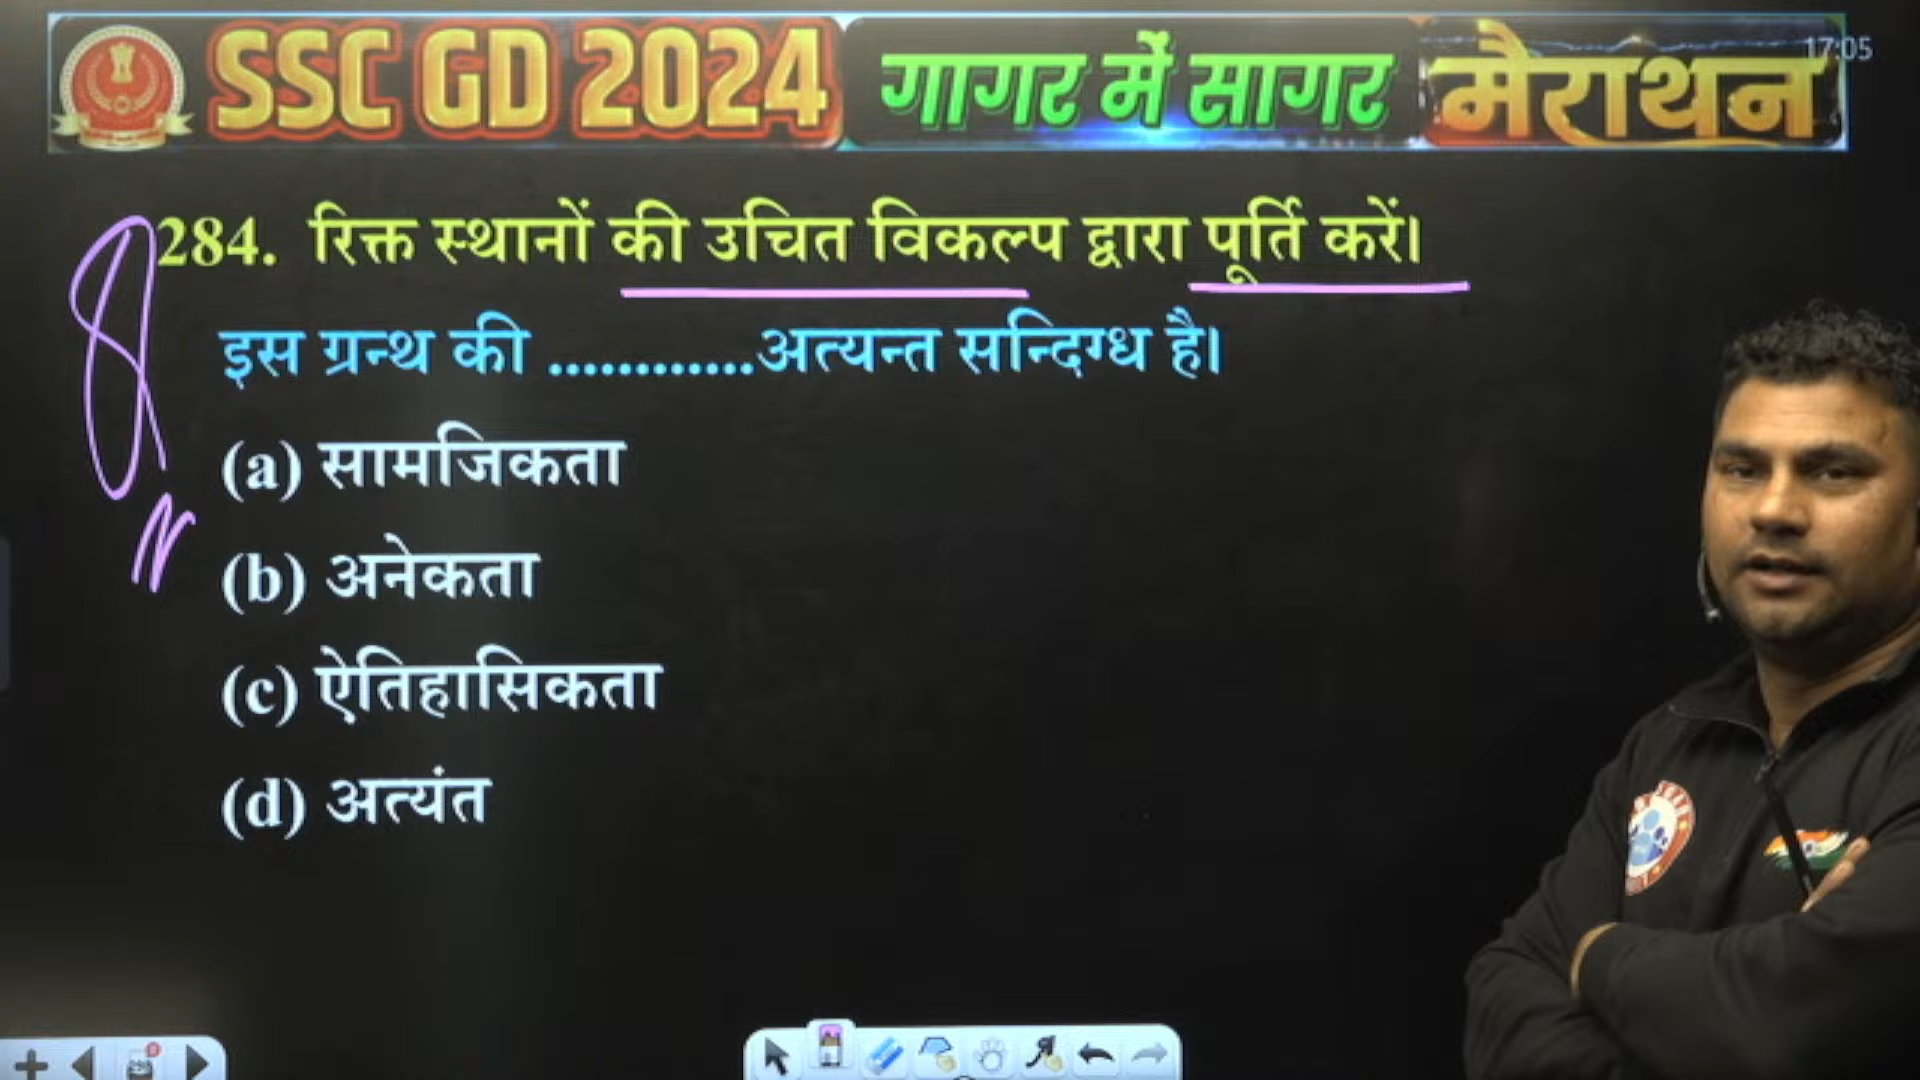 SSC GD 2024 गागर में सागर मैराथन
17:05
284. रिक्त स्थानों की उचित विकल्प द्वारा पूर्ति करें।
इस ग्रन्थ की ............अत्यन्त सन्दिग्ध है।
(a) सामजिकता
(b) अनेकता
(c) ऐतिहासिकता
(d) अत्यंत